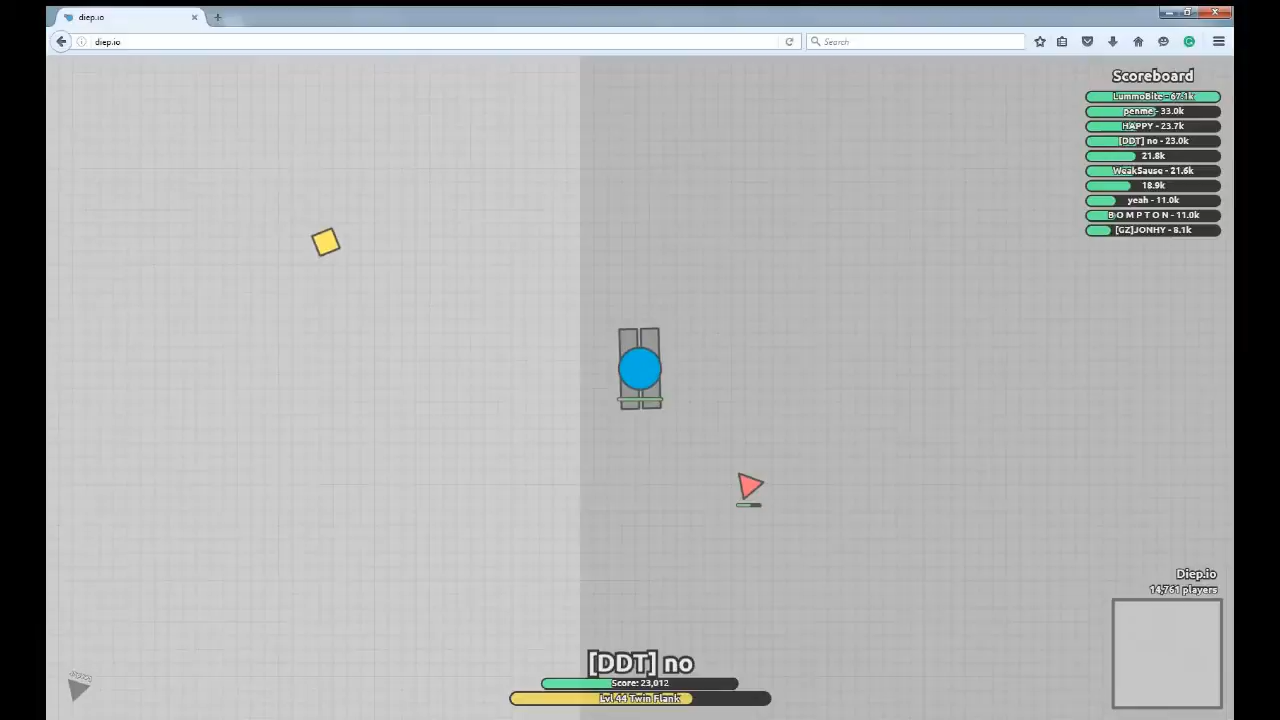 diep.io
diep.io
Search
Scoreboard
LummoBite - 67.1k
penme - 33.0k
HAPPY - 23.7k
[DDT] no - 23.0k
21.8k
WeakSause - 21.6k
18.9k
yeah - 11.0k
B O M P T O N - 11.0k
[GZ]JONHY - 8.1k
Diep.io
14,761 players
[DDT] no
Score: 23,012
Lvl 44 Twin Flank